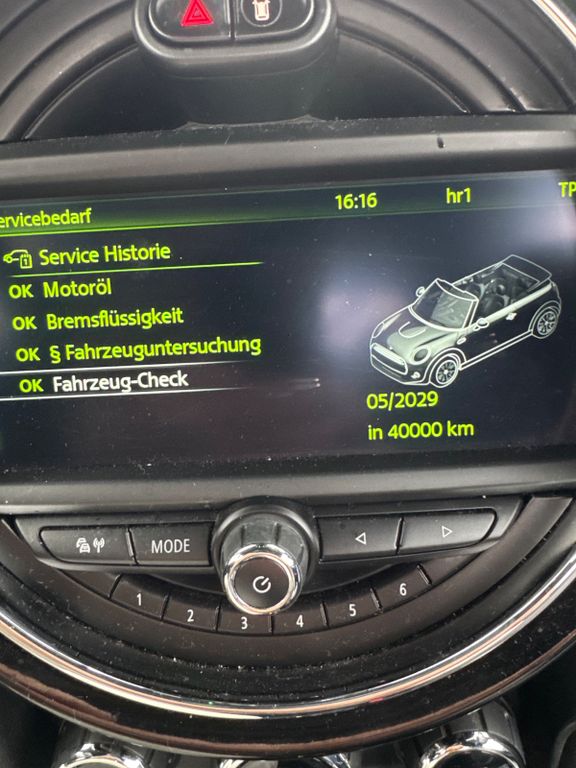 ervicebedarf 16:16 hr1 TP
Service Historie
OK Motoröl
OK Bremsflüssigkeit
OK § Fahrzeuguntersuchung
OK Fahrzeug-Check
05/2029
in 40000 km
MODE
1 2 3 4 5 6